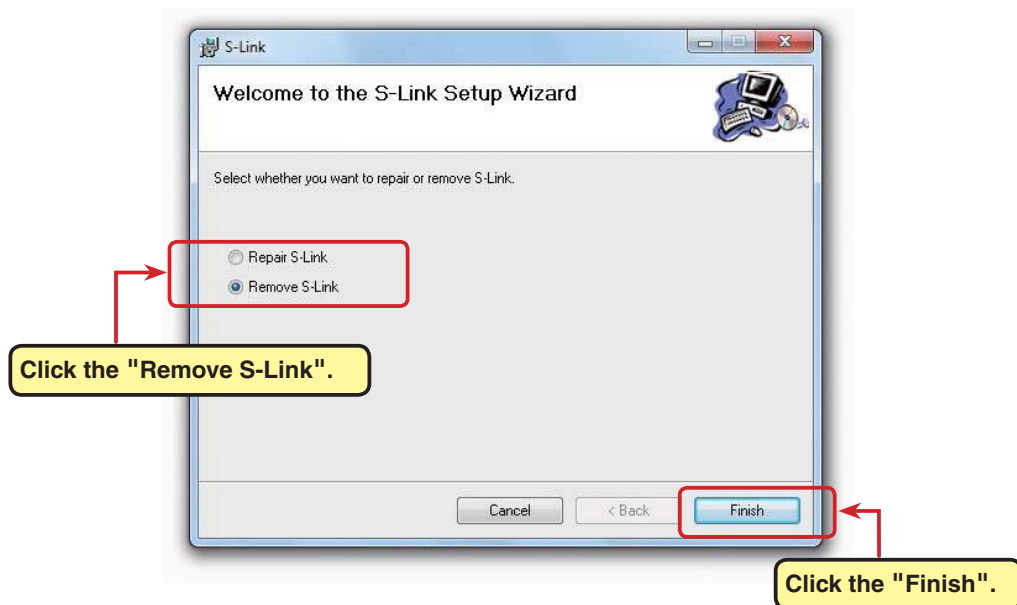 S-Link
Welcome to the S-Link Setup Wizard
Select whether you want to repair or remove S-Link.
Repair S-Link
Remove S-Link
Click the "Remove S-Link".
Cancel
< Back
Finish
Click the "Finish".